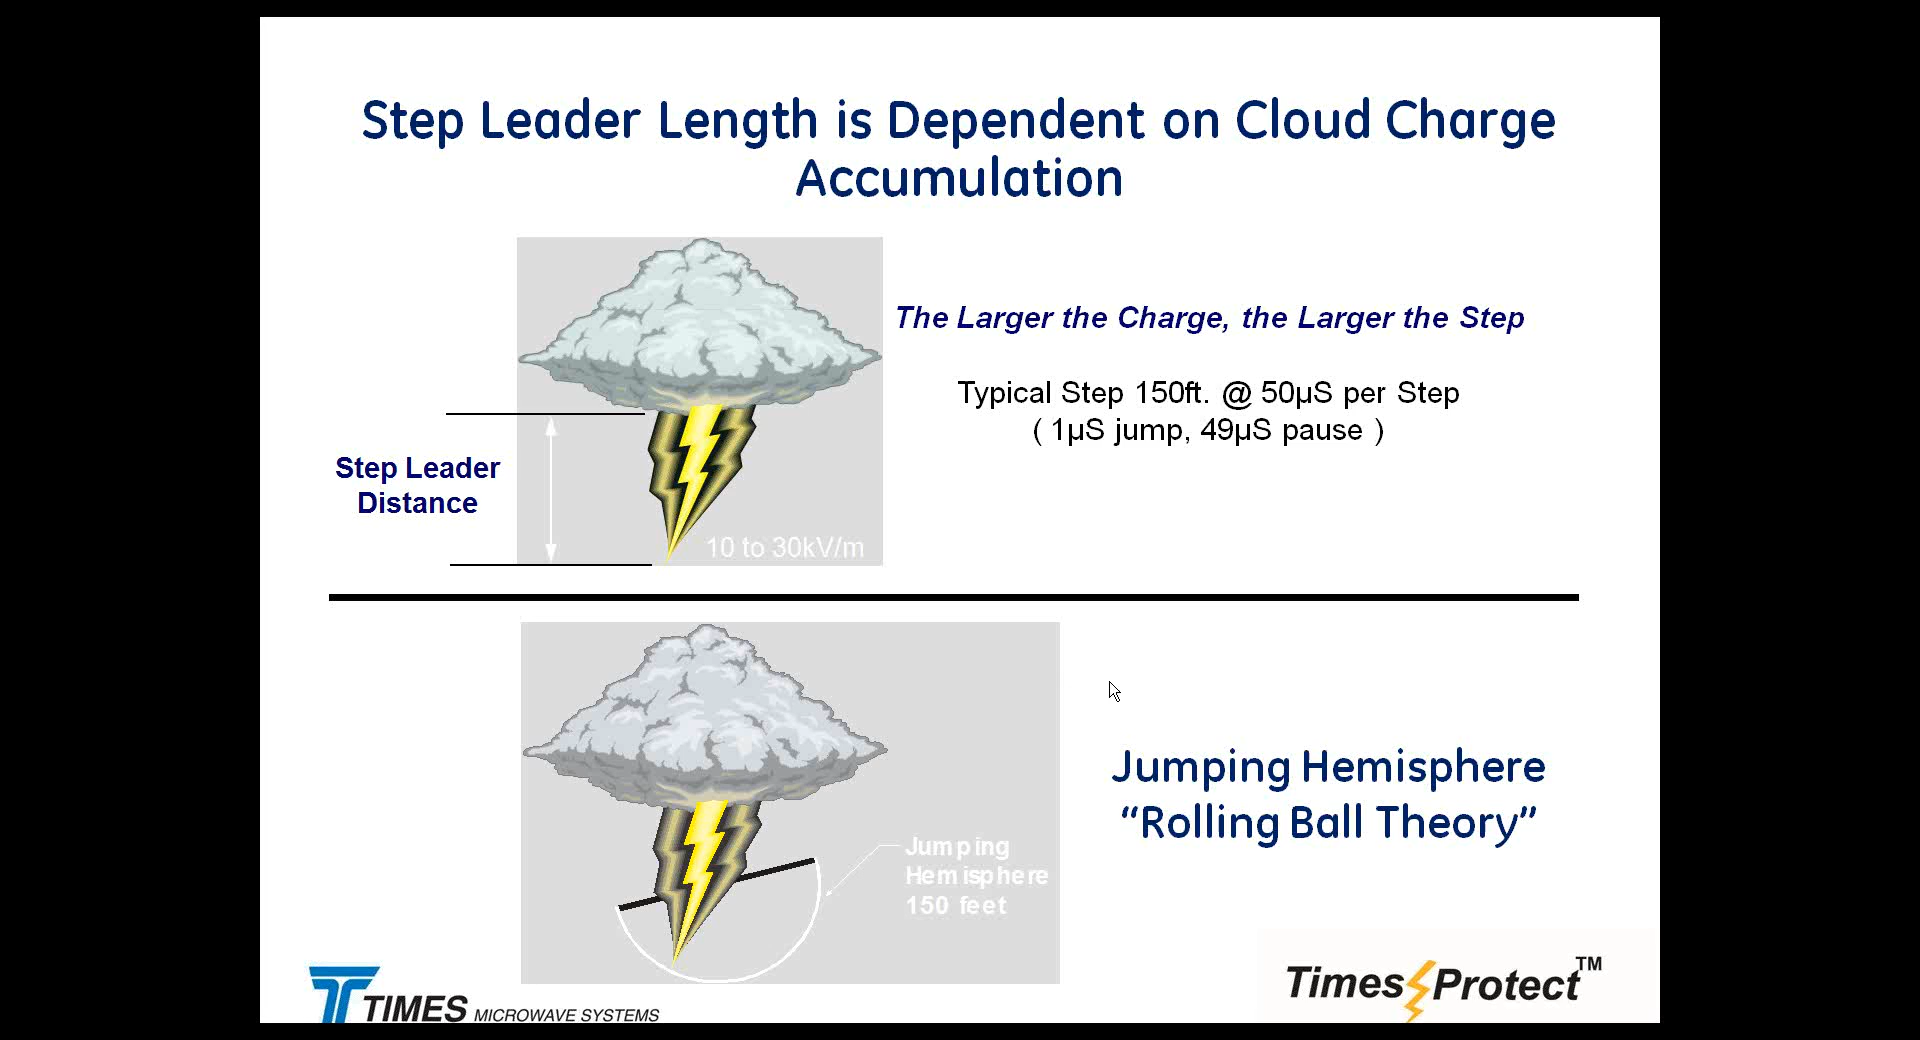 Step Leader Length is Dependent on Cloud Charge
Accumulation
The Larger the Charge, the Larger the Step
Typical Step 150ft. @ 50µS per Step
( 1µS jump, 49µS pause )
Step Leader
Distance
10 to 30kV/m
Jumping Hemisphere
“Rolling Ball Theory”
Jumping
Hemisphere
150 feet
TIMES MICROWAVE SYSTEMS
Times Protect™